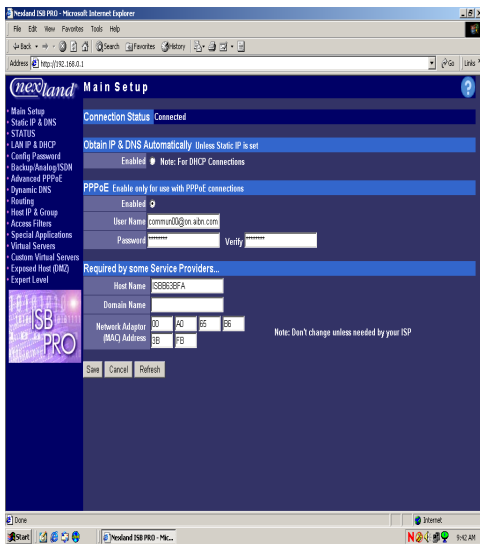 Nexland ISB PRO - Microsoft Internet Explorer
File Edit View Favorites Tools Help
Back Search Favorites History
Address http://192.168.0.1 Go Links
nexland Main Setup ?
Connection Status Connected
Main Setup
Static IP & DNS
STATUS
LAN IP & DHCP
Config Password
Backup/Analog/ISDN
Advanced PPPoE
Dynamic DNS
Routing
Host IP & Group
Access Filters
Special Applications
Virtual Servers
Custom Virtual Servers
Exposed Host (DMZ)
Expert Level
ISB
PRO
Obtain IP & DNS Automatically Unless Static IP is set
Enabled Note: For DHCP Connections
PPPoE Enable only for use with PPPoE connections
Enabled
User Name commun00@on.aibn.com
Password ******** Verify ********
Required by some Service Providers...
Host Name ISBB63BFA
Domain Name
Network Adaptor (MAC) Address 00 A0 65 B6
3B FB
Note: Don't change unless needed by your ISP
Save Cancel Refresh
Done Internet
Start Nexland ISB PRO - Mic... 9:42 AM